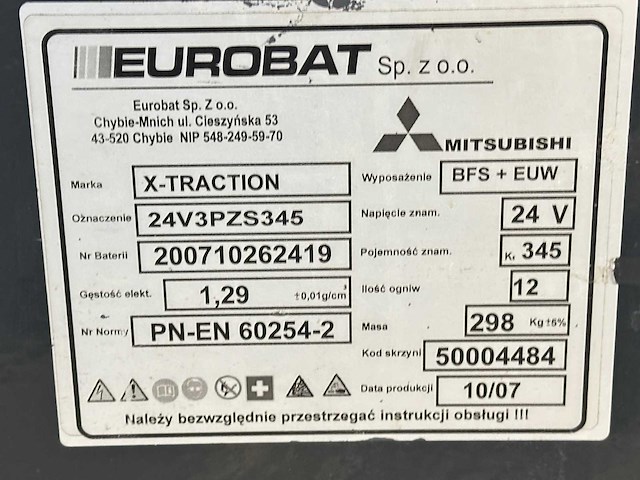 EUROBAT Sp. z o.o.
Eurobat Sp. Z o.o.
Chybie-Mnich ul. Cieszyńska 53
43-520 Chybie NIP 548-249-59-70
MITSUBISHI
Marka X-TRACTION
Wyposażenie BFS + EUW
Oznaczenie 24V3PZS345
Napięcie znam. 24 V
Nr Baterii 200710262419
Pojemność znam. K5 345
Gęstość elekt. 1,29 ±0,01g/cm
Ilość ogniw 12
Nr Normy PN-EN 60254-2
Masa 298 Kg ±5%
Kod skrzyni 50004484
Data produkcji 10/07
Należy bezwzględnie przestrzegać instrukcji obsługi !!!